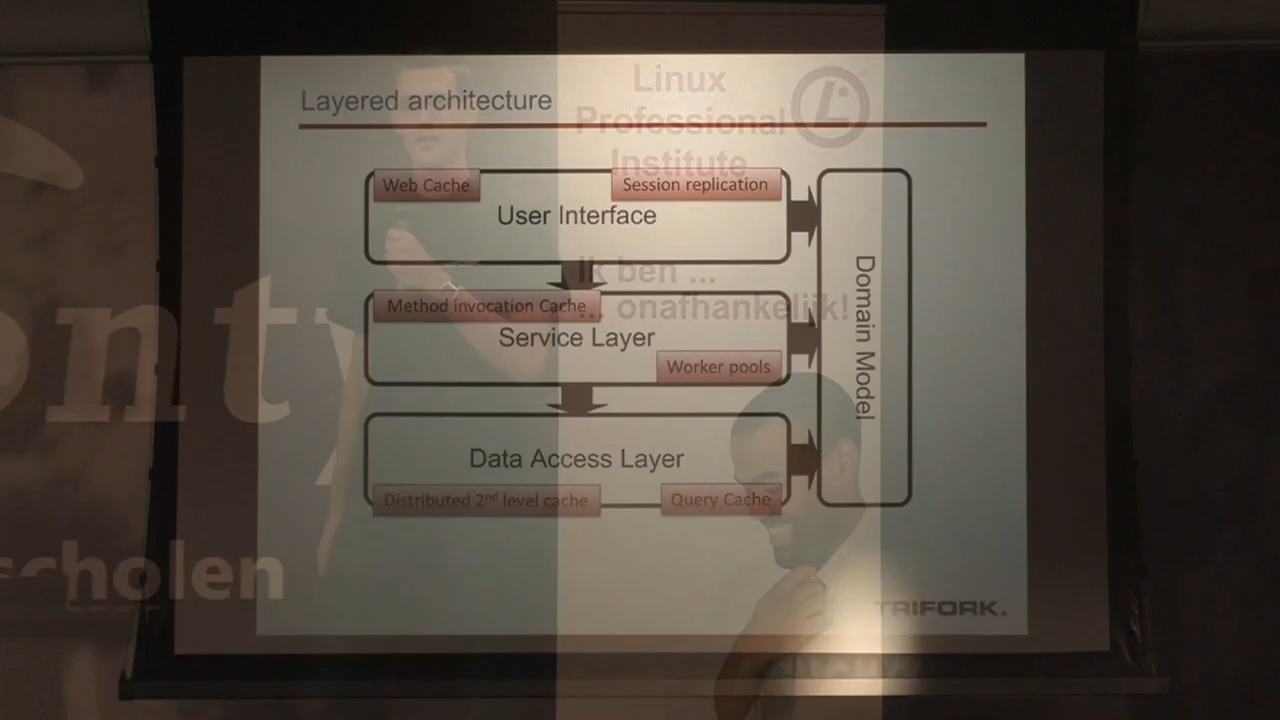 Linux
Professional
Institute
Layered architecture
Web Cache
Session replication
User Interface
Ik ben ...
... onafhankelijk!
Method invocation Cache
Service Layer
Worker pools
Domain Model
Data Access Layer
Distributed 2nd level cache
Query Cache
TRIFORK.
onty
scholen